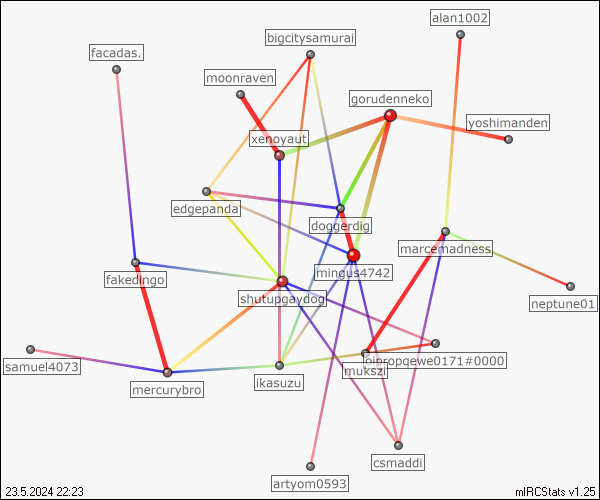 alan1002
bigcitysamurai
facadas.
moonraven
gorudenneko
yoshimanden
xenoyaut
edgepanda
doggerdig
marcemadness
mingus4742
fakedingo
shutupgaydog
neptune01
oipropqewe0171#0000
samuel4073
mukszi
mercurybro
ikasuzu
csmaddi
artyom0593
23.5.2024 22:23
mIRCStats v1.25